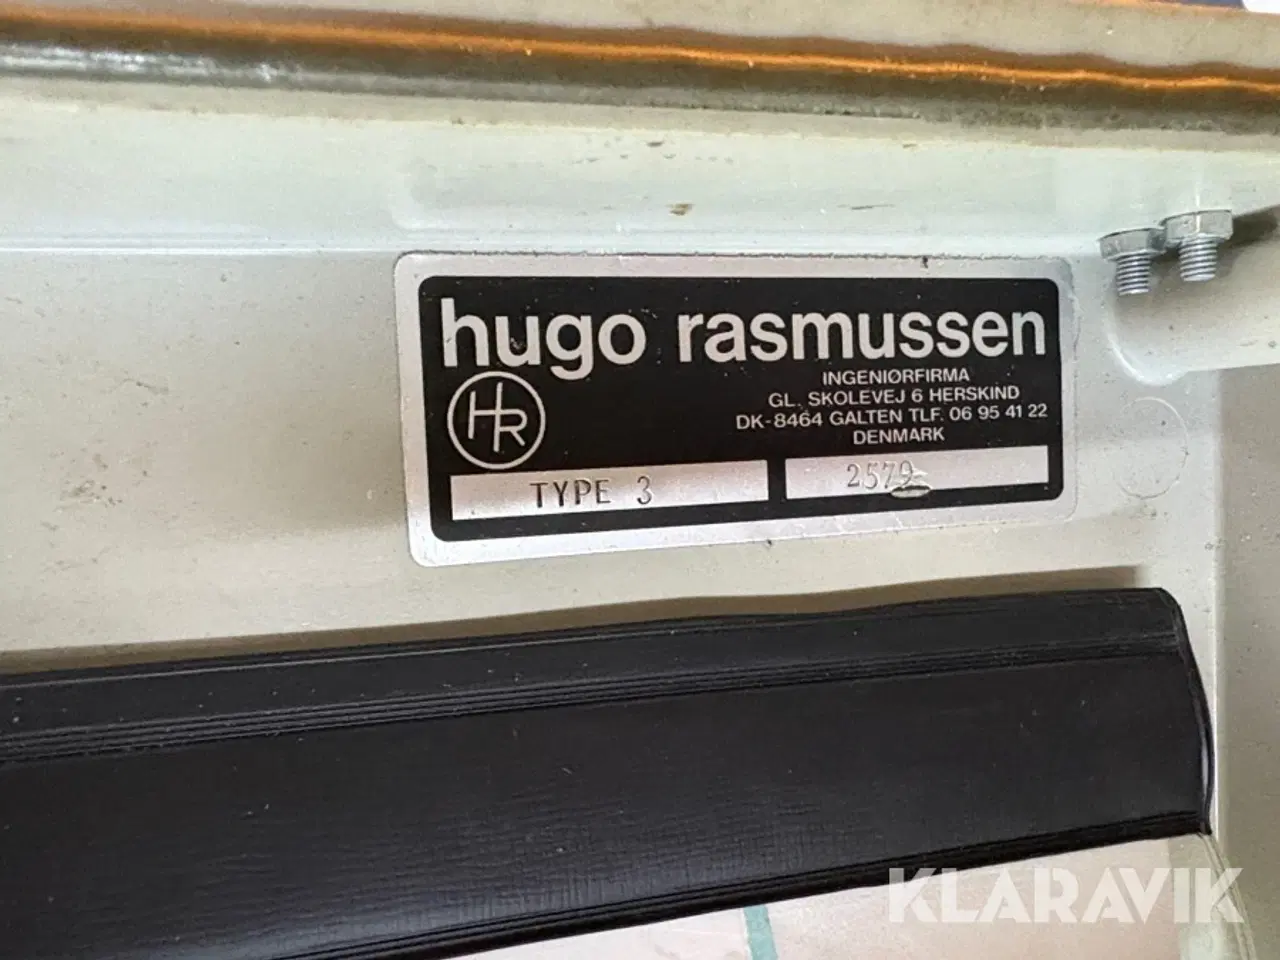 hugo rasmussen
HR
INGENIØRFIRMA
GL. SKOLEVEJ 6 HERSKIND
DK-8464 GALTEN TLF. 06 95 41 22
DENMARK
TYPE 3
2579
KLARAVIK